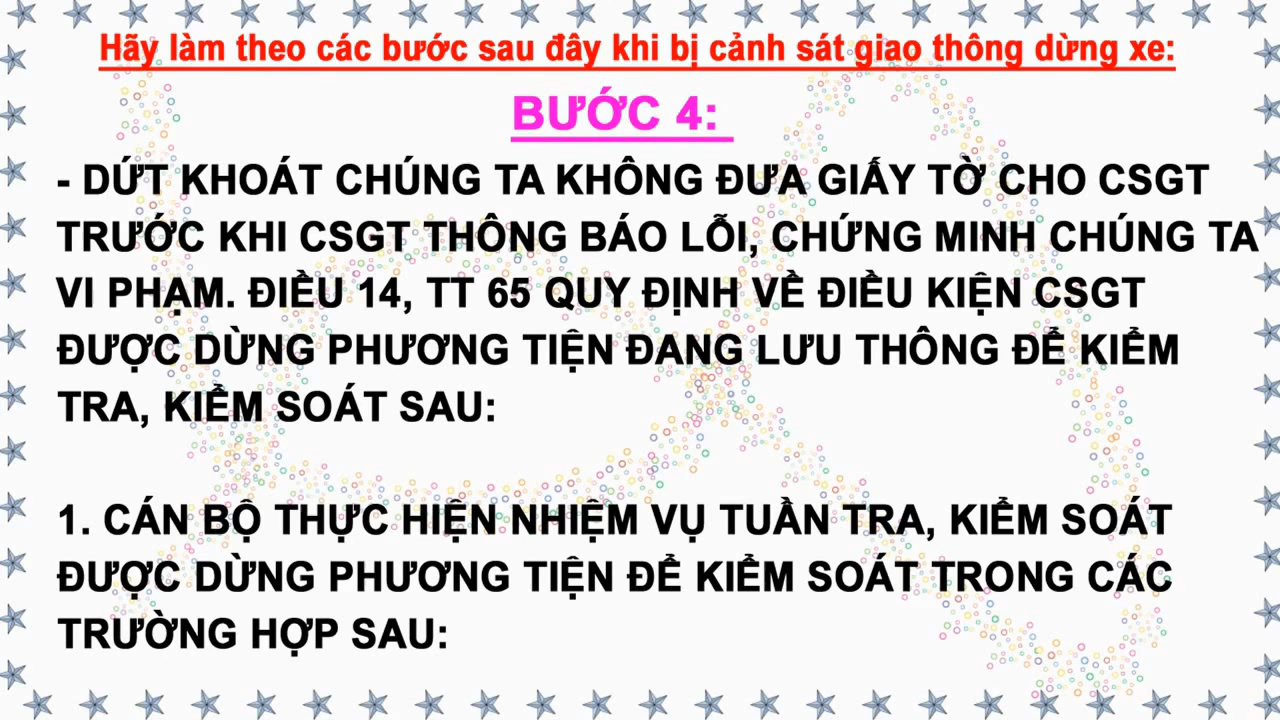 Hãy làm theo các bước sau đây khi bị cảnh sát giao thông dừng xe:
BƯỚC 4:
- DỨT KHOÁT CHÚNG TA KHÔNG ĐƯA GIẤY TỜ CHO CSGT
TRƯỚC KHI CSGT THÔNG BÁO LỖI, CHỨNG MINH CHÚNG TA
VI PHẠM. ĐIỀU 14, TT 65 QUY ĐỊNH VỀ ĐIỀU KIỆN CSGT
ĐƯỢC DỪNG PHƯƠNG TIỆN ĐANG LƯU THÔNG ĐỂ KIỂM
TRA, KIỂM SOÁT SAU:
1. CÁN BỘ THỰC HIỆN NHIỆM VỤ TUẦN TRA, KIỂM SOÁT
ĐƯỢC DỪNG PHƯƠNG TIỆN ĐỂ KIỂM SOÁT TRONG CÁC
TRƯỜNG HỢP SAU: